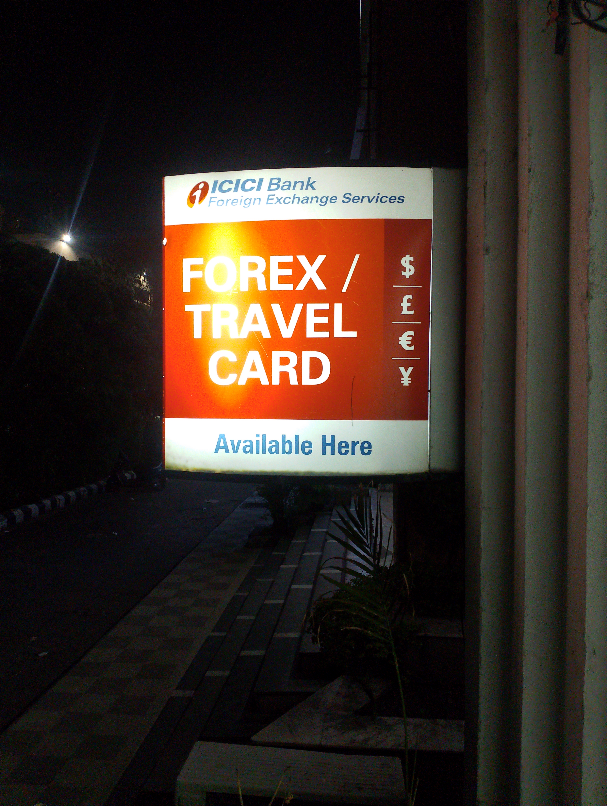 i ICICI Bank
Foreign Exchange Services
FOREX /
TRAVEL
CARD
$
£
€
¥
Available Here